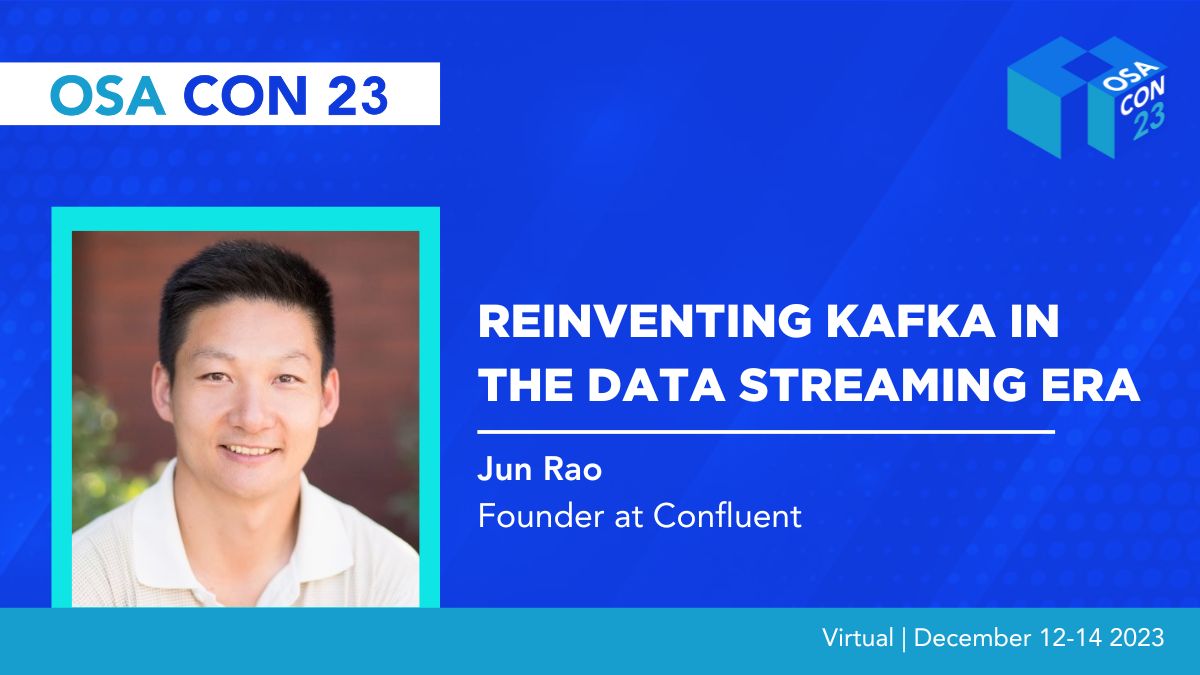 OSA CON 23
OSA
CON
23
REINVENTING KAFKA IN
THE DATA STREAMING ERA
Jun Rao
Founder at Confluent
Virtual | December 12-14 2023